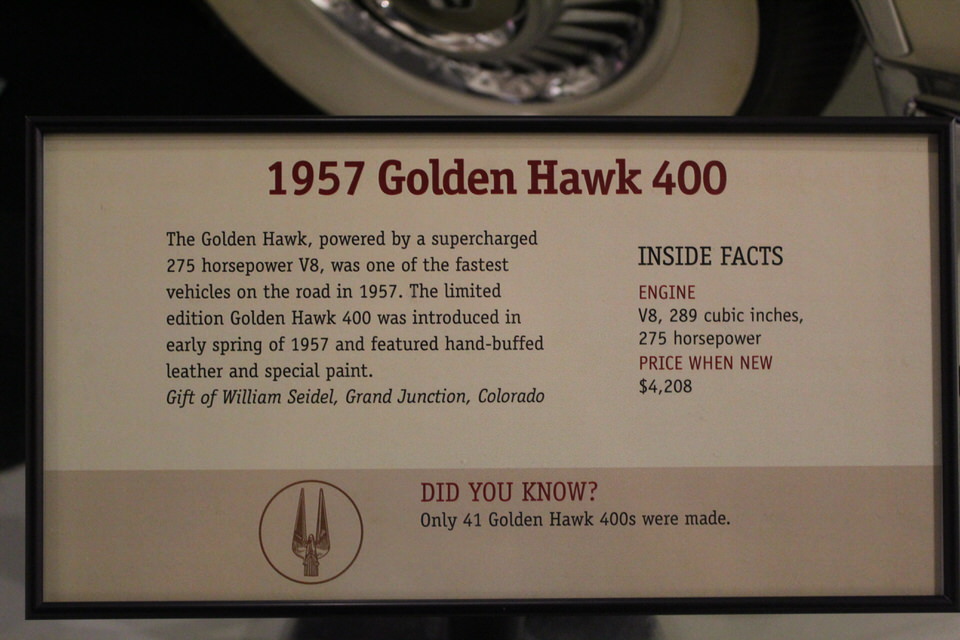 1957 Golden Hawk 400
The Golden Hawk, powered by a supercharged
275 horsepower V8, was one of the fastest
vehicles on the road in 1957. The limited
edition Golden Hawk 400 was introduced in
early spring of 1957 and featured hand-buffed
leather and special paint.
Gift of William Seidel, Grand Junction, Colorado
INSIDE FACTS
ENGINE
V8, 289 cubic inches,
275 horsepower
PRICE WHEN NEW
$4,208
DID YOU KNOW?
Only 41 Golden Hawk 400s were made.